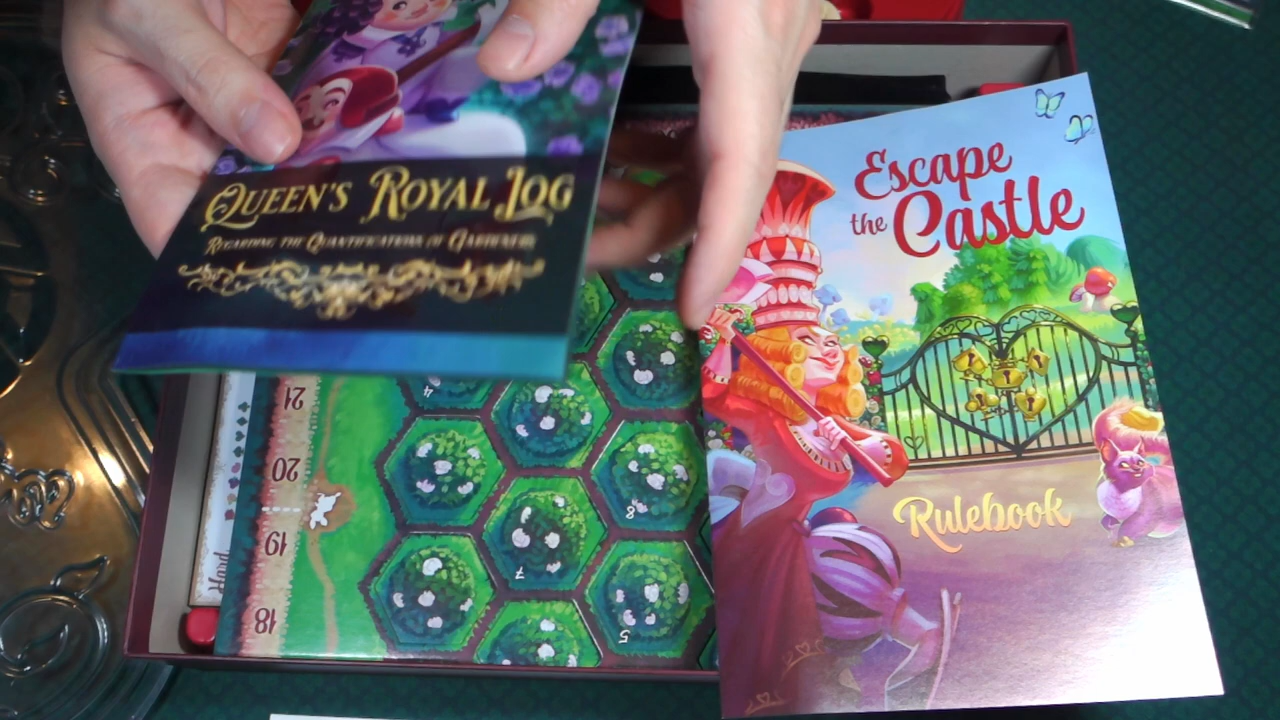 QUEEN'S ROYAL LOG
REGARDING THE QUANTIFICATIONS OF GARDENERS
Escape
the Castle
Rulebook
21
20
19
18
4
8
7
5